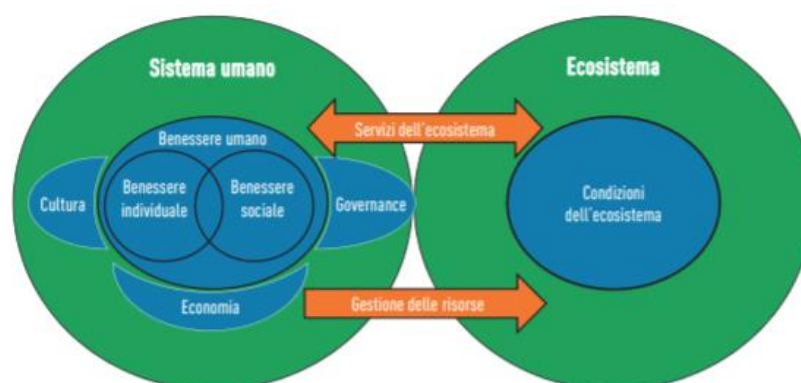 Sistema umano
Ecosistema
Servizi dell'ecosistema
Benessere umano
Benessere
individuale
Benessere
sociale
Cultura
Governance
Condizioni
dell'ecosistema
Economia
Gestione delle risorse